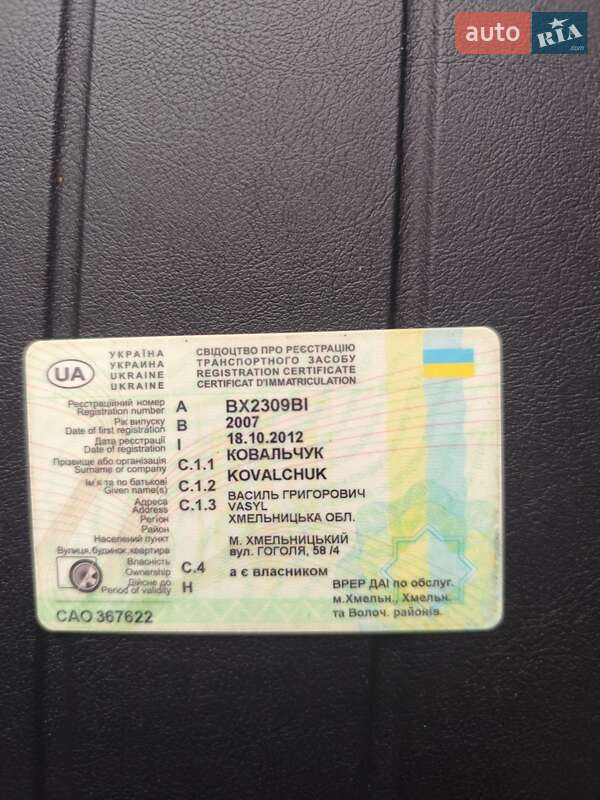 auto RIA.com
УКРАЇНА
УКРАИНА
UKRAINE
UKRAINE
UA
СВІДОЦТВО ПРО РЕЄСТРАЦІЮ
ТРАНСПОРТНОГО ЗАСОБУ
REGISTRATION CERTIFICATE
CERTIFICAT D'IMMATRICULATION
Реєстраційний номер
Registration number A BX2309BI
Рік випуску
Date of first registration B 2007
Дата реєстрації
Date of registration I 18.10.2012
Прізвище або організація
Surname or company C.1.1 КОВАЛЬЧУК
KOVALCHUK
Ім'я та по батькові
Given name(s) C.1.2 ВАСИЛЬ ГРИГОРОВИЧ
VASYL
Адреса
Address C.1.3 ХМЕЛЬНИЦЬКА ОБЛ.
Регіон
Район
Населений пункт М. ХМЕЛЬНИЦЬКИЙ
Вулиця,будинок,квартира вул. ГОГОЛЯ, 58 /4
Власність
Ownership C.4 а є власником
Дійсне до
Period of validity H
ВРЕР ДАІ по обслуг.
м.Хмельн., Хмельн.
та Волоч. районів.
САО 367622